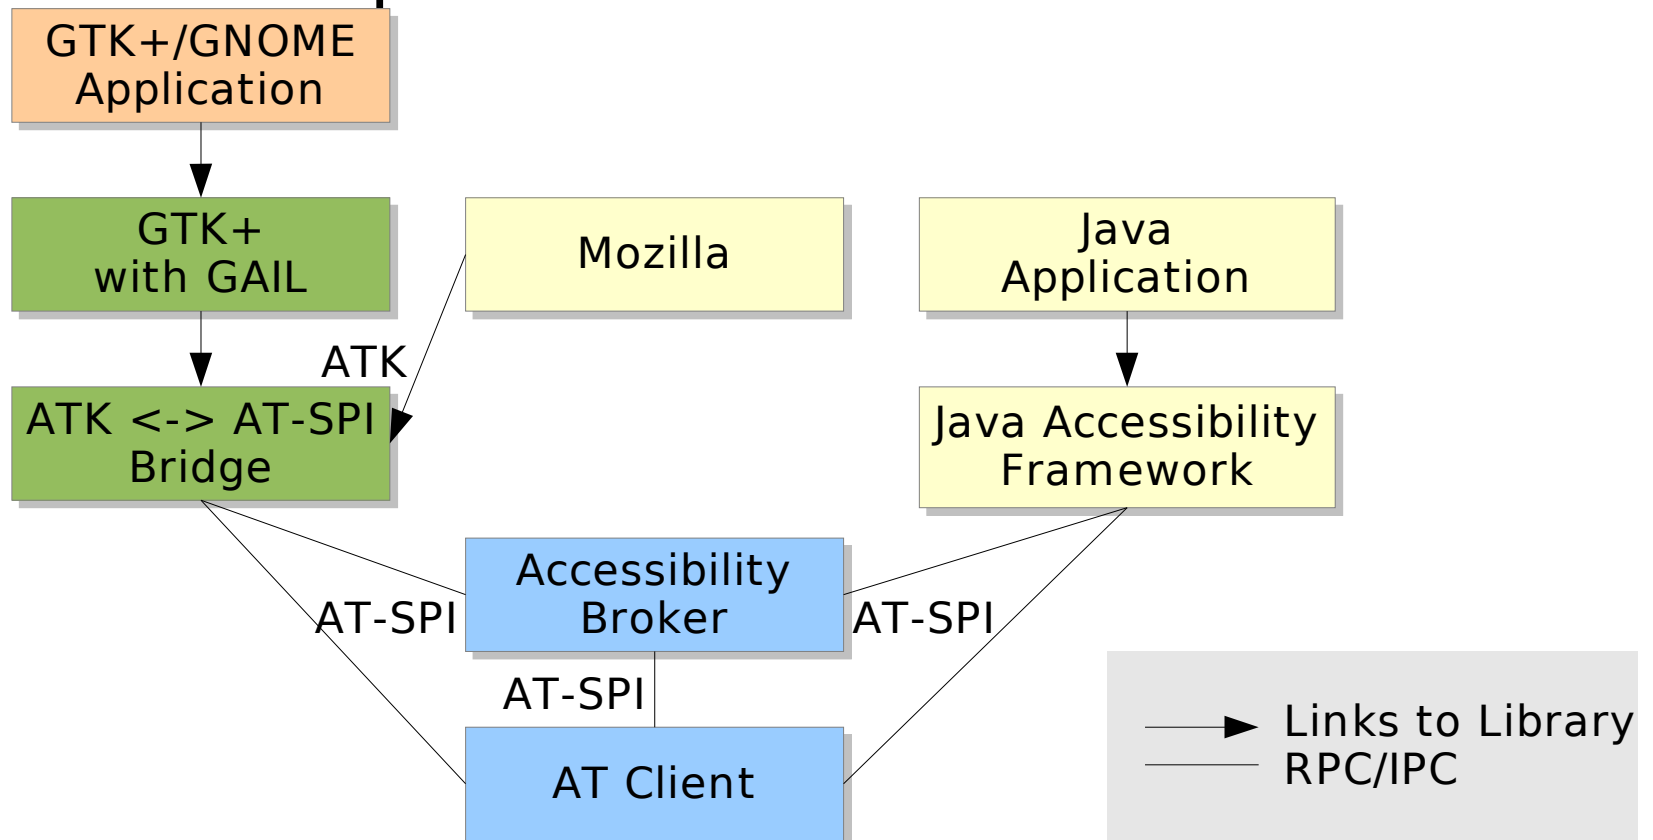 GTK+/GNOME
Application
GTK+
with GAIL
Mozilla
Java
Application
ATK
ATK <-> AT-SPI
Bridge
Java Accessibility
Framework
Accessibility
Broker
AT-SPI
AT-SPI
AT-SPI
AT Client
Links to Library
RPC/IPC